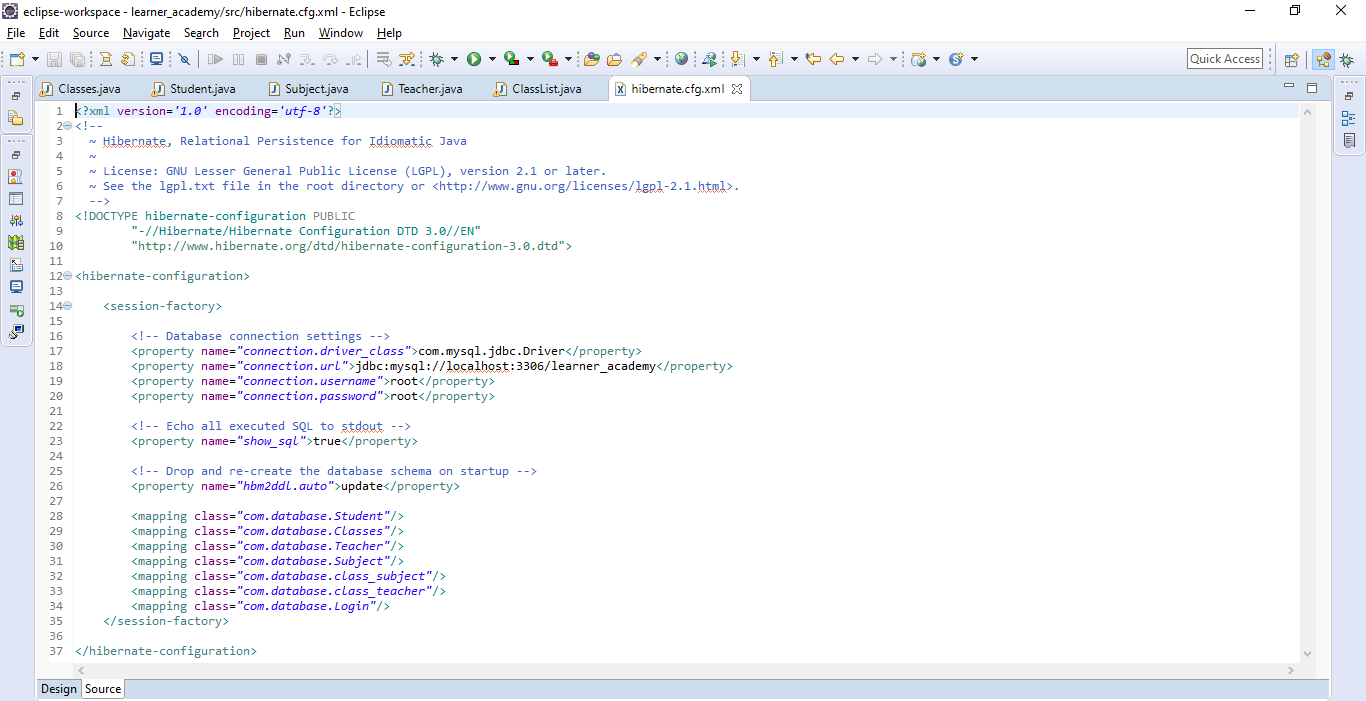 eclipse-workspace - learner_academy/src/hibernate.cfg.xml - Eclipse
File Edit Source Navigate Search Project Run Window Help
Quick Access
Classes.java Student.java Subject.java Teacher.java ClassList.java hibernate.cfg.xml
1 <?xml version='1.0' encoding='utf-8'?>
2 <!--
3 ~ Hibernate, Relational Persistence for Idiomatic Java
4 ~
5 ~ License: GNU Lesser General Public License (LGPL), version 2.1 or later.
6 ~ See the lgpl.txt file in the root directory or <http://www.gnu.org/licenses/lgpl-2.1.html>.
7 -->
8 <!DOCTYPE hibernate-configuration PUBLIC
9 "-//Hibernate/Hibernate Configuration DTD 3.0//EN"
10 "http://www.hibernate.org/dtd/hibernate-configuration-3.0.dtd">
11
12 <hibernate-configuration>
13
14 <session-factory>
15
16 <!-- Database connection settings -->
17 <property name="connection.driver_class">com.mysql.jdbc.Driver</property>
18 <property name="connection.url">jdbc:mysql://localhost:3306/learner_academy</property>
19 <property name="connection.username">root</property>
20 <property name="connection.password">root</property>
21
22 <!-- Echo all executed SQL to stdout -->
23 <property name="show_sql">true</property>
24
25 <!-- Drop and re-create the database schema on startup -->
26 <property name="hbm2ddl.auto">update</property>
27
28 <mapping class="com.database.Student"/>
29 <mapping class="com.database.Classes"/>
30 <mapping class="com.database.Teacher"/>
31 <mapping class="com.database.Subject"/>
32 <mapping class="com.database.class_subject"/>
33 <mapping class="com.database.class_teacher"/>
34 <mapping class="com.database.Login"/>
35 </session-factory>
36
37 </hibernate-configuration>
Design Source